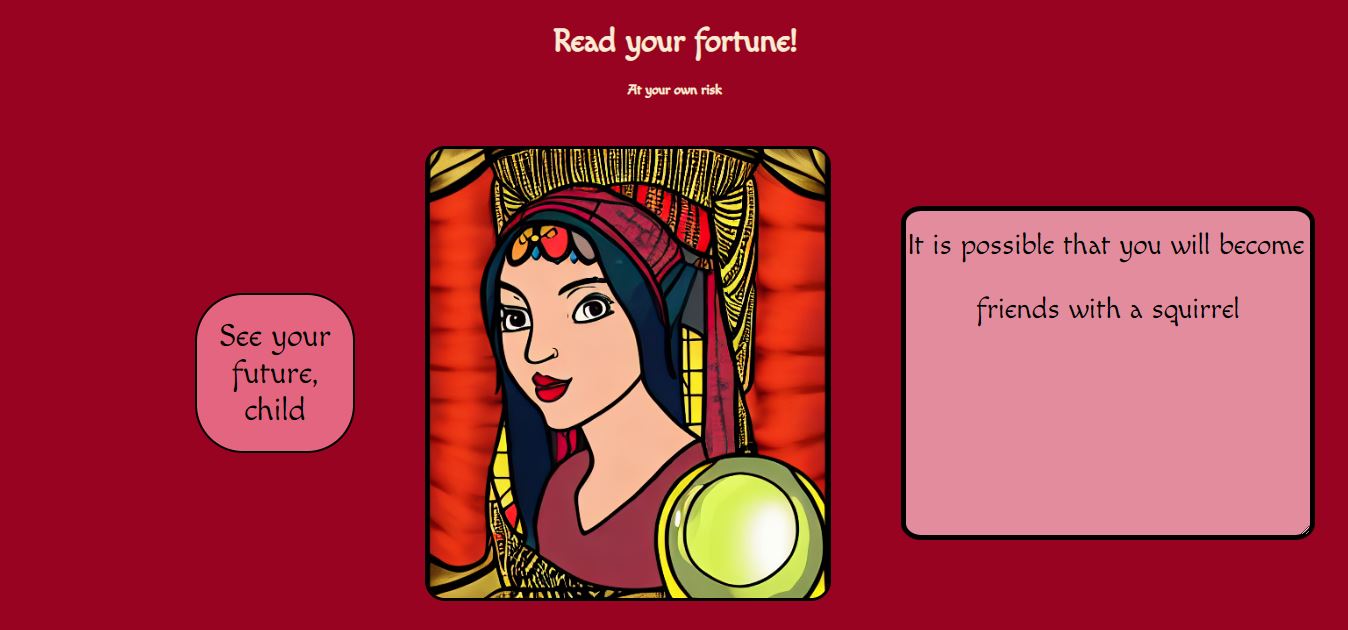 Read your fortune!
At your own risk
See your
future,
child
It is possible that you will become
friends with a squirrel